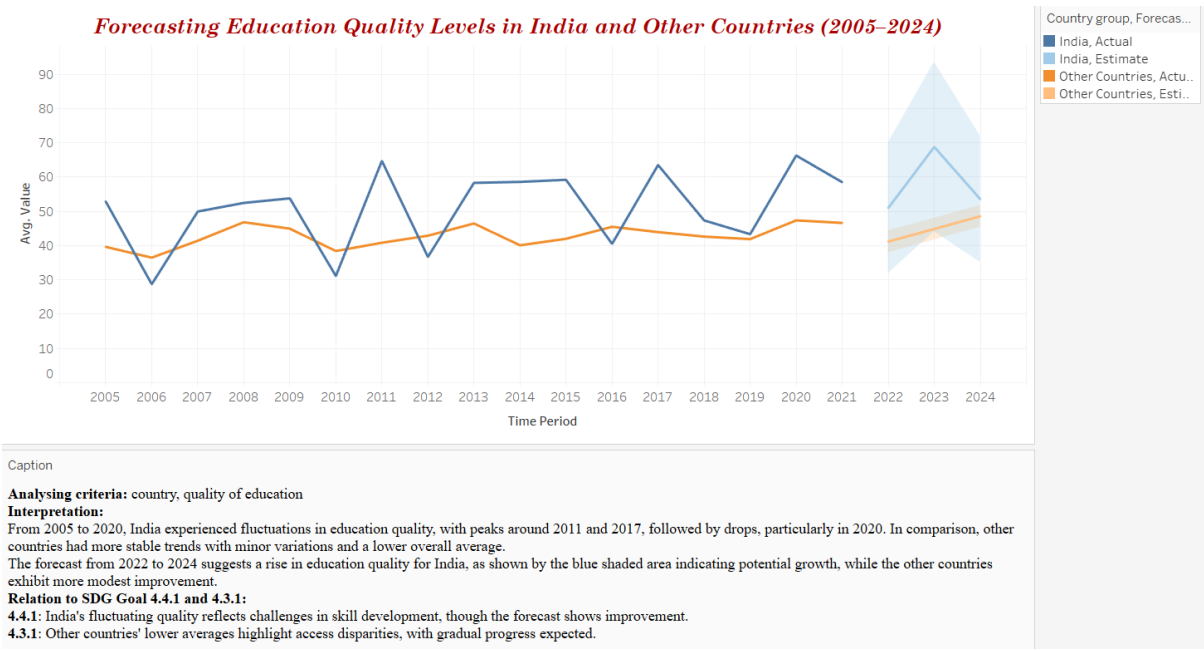 Forecasting Education Quality Levels in India and Other Countries (2005–2024)
Country group, Forecas...
India, Actual
India, Estimate
Other Countries, Actu..
Other Countries, Esti..
90
80
70
60
50
40
30
20
10
0
Avg. Value
2005 2006 2007 2008 2009 2010 2011 2012 2013 2014 2015 2016 2017 2018 2019 2020 2021 2022 2023 2024
Time Period
Caption
Analysing criteria: country, quality of education
Interpretation:
From 2005 to 2020, India experienced fluctuations in education quality, with peaks around 2011 and 2017, followed by drops, particularly in 2020. In comparison, other
countries had more stable trends with minor variations and a lower overall average.
The forecast from 2022 to 2024 suggests a rise in education quality for India, as shown by the blue shaded area indicating potential growth, while the other countries
exhibit more modest improvement.
Relation to SDG Goal 4.4.1 and 4.3.1:
4.4.1: India's fluctuating quality reflects challenges in skill development, though the forecast shows improvement.
4.3.1: Other countries' lower averages highlight access disparities, with gradual progress expected.